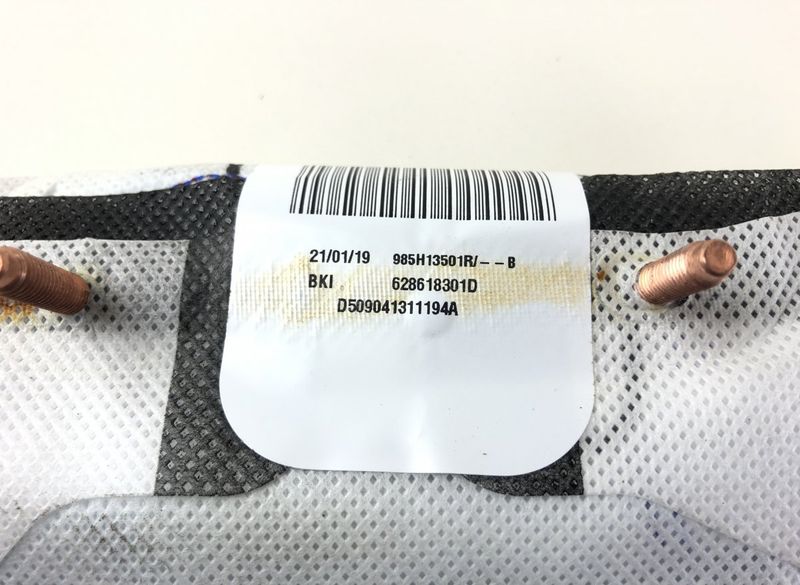 21/01/19 985H13501R/--B
BKI 628618301D
D509041311194A